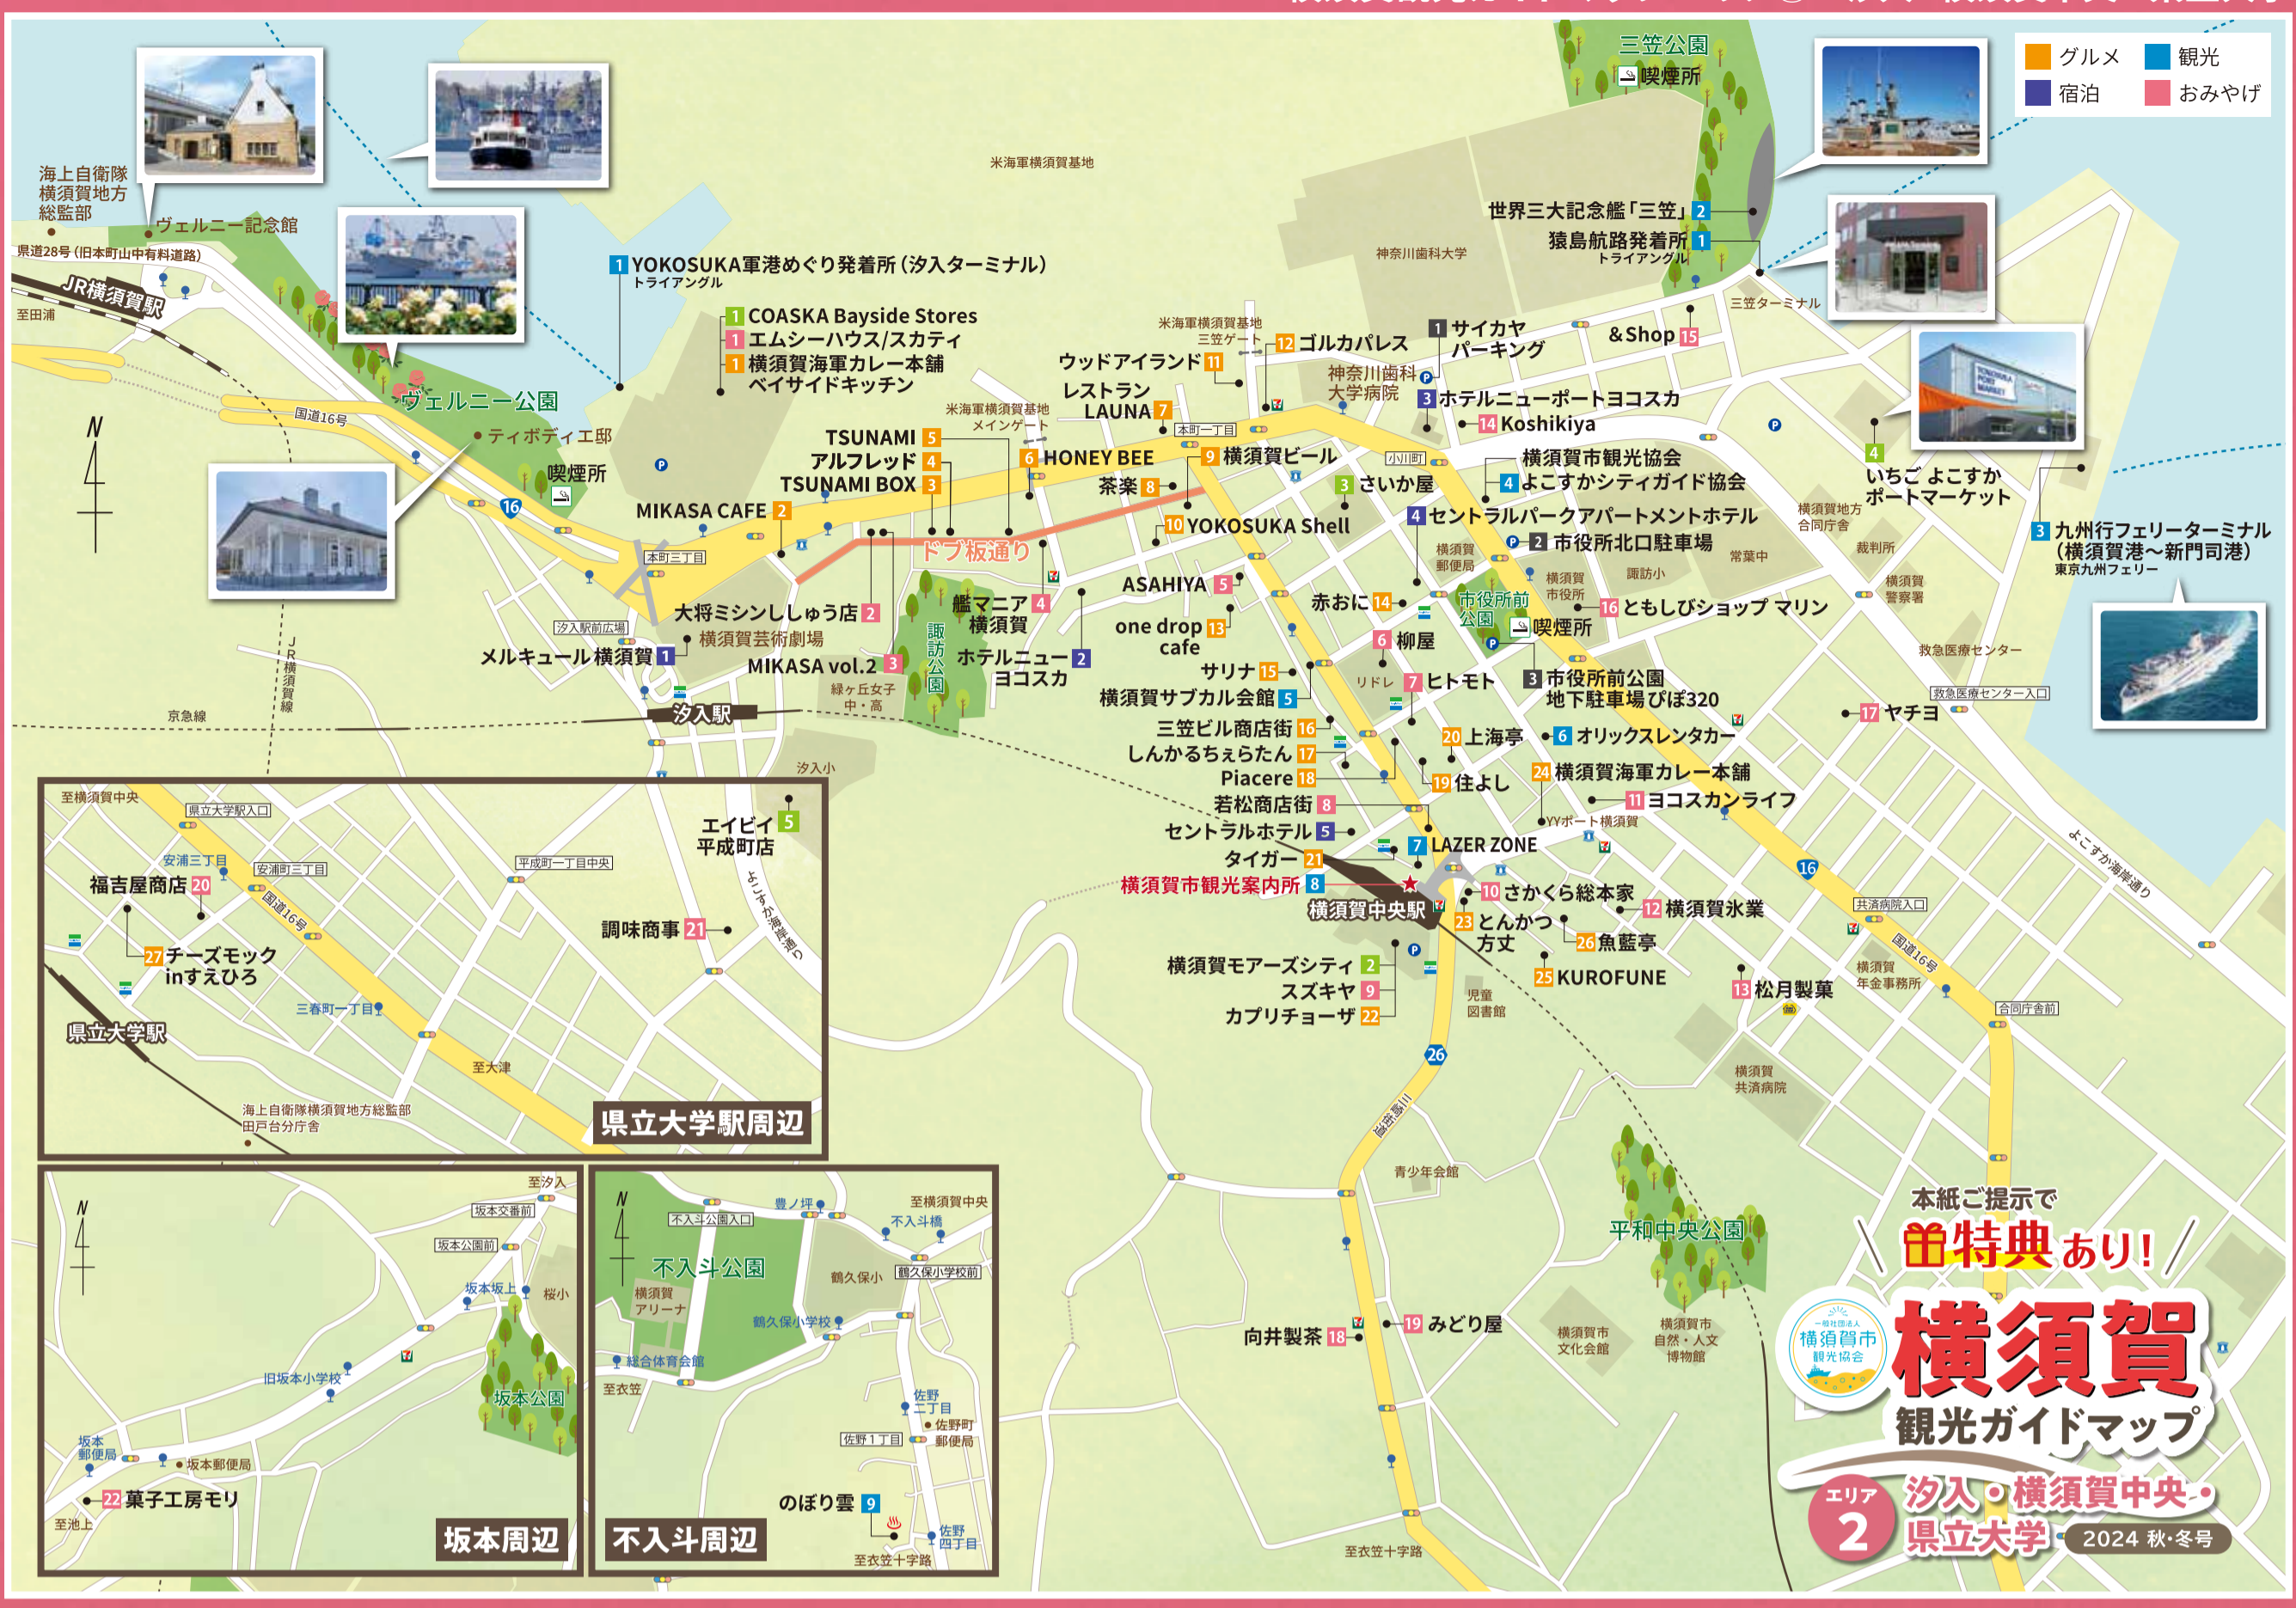 グルメ
観光
宿泊
おみやげ
三笠公園
喫煙所
海上自衛隊
横須賀地方
総監部
ヴェルニー記念館
県道28号(旧本町山中有料道路)
JR横須賀駅
至田浦
米海軍横須賀基地
神奈川歯科大学
世界三大記念艦「三笠」 2
猿島航路発着所 1
トライアングル
三笠ターミナル
1 YOKOSUKA軍港めぐり発着所(汐入ターミナル)
トライアングル
1 COASKA Bayside Stores
1 エムシーハウス/スカティ
1 横須賀海軍カレー本舗
ベイサイドキッチン
米海軍横須賀基地
三笠ゲート
12 ゴルカパレス
1 サイカヤ
パーキング
&Shop 15
ウッドアイランド 11
レストラン
LAUNA 7
神奈川歯科
大学病院
3 ホテルニューポートヨコスカ
14 Koshikiya
YOKOSUKA
PORT
MARKET
ヴェルニー公園
国道16号
ティボディエ邸
喫煙所
16
N
米海軍横須賀基地
メインゲート
本町一丁目
TSUNAMI 5
アルフレッド 4
TSUNAMI BOX 3
6 HONEY BEE
9 横須賀ビール
茶楽 8
小川町
横須賀市観光協会
4 よこすかシティガイド協会
3 さいか屋
4
いちご よこすか
ポートマーケット
横須賀地方
合同庁舎
MIKASA CAFE 2
10 YOKOSUKA Shell
4 セントラルパークアパートメントホテル
2 市役所北口駐車場
3 九州行フェリーターミナル
(横須賀港〜新門司港)
東京九州フェリー
ドブ板通り
本町三丁目
横須賀
郵便局
常葉中
裁判所
諏訪小
横須賀
市役所
横須賀
警察署
ASAHIYA 5
大将ミシンししゅう店 2
艦マニア 4
横須賀
赤おに 14
市役所前
公園
16 ともしびショップ マリン
喫煙所
one drop 13
cafe
6 柳屋
汐入駅前広場
横須賀芸術劇場
諏訪公園
メルキュール横須賀 1
MIKASA vol.2 3
ホテルニュー 2
ヨコスカ
救急医療センター
サリナ 15
リドレ
7 ヒトモト
3 市役所前公園
地下駐車場ぴぽ320
緑ヶ丘女子
中・高
横須賀サブカル会館 5
救急医療センター入口
JR横須賀線
京急線
汐入駅
三笠ビル商店街 16
20 上海亭
6 オリックスレンタカー
17 ヤチヨ
しんかるちぇらたん 17
汐入小
Piacere 18
19 住よし
24 横須賀海軍カレー本舗
若松商店街 8
11 ヨコスカンライフ
YYポート横須賀
セントラルホテル 5
7 LAZER ZONE
タイガー 21
横須賀市観光案内所 8
横須賀中央駅
10 さかくら総本家
12 横須賀氷業
23 とんかつ
方丈
26 魚藍亭
16
よこすか海岸通り
共済病院入口
国道16号
横須賀モアーズシティ 2
スズキヤ 9
カプリチョーザ 22
25 KUROFUNE
児童
図書館
13 松月製菓
横須賀
年金事務所
合同庁舎前
26
横須賀
共済病院
三崎街道
青少年会館
平和中央公園
向井製茶 18
19 みどり屋
横須賀市
文化会館
横須賀市
自然・人文
博物館
至衣笠十字路
至横須賀中央
県立大学駅入口
安浦三丁目
安浦町三丁目
平成町一丁目中央
エイビイ 5
平成町店
よこすか海岸通り
福吉屋商店 20
国道16号
調味商事 21
27 チーズモック
inすえひろ
三春町一丁目
県立大学駅
至大津
海上自衛隊横須賀地方総監部
田戸台分庁舎
県立大学駅周辺
至汐入
坂本交番前
N
坂本公園前
坂本坂上
桜小
旧坂本小学校
坂本公園
坂本
郵便局
坂本郵便局
22 菓子工房モリ
至池上
坂本周辺
N
不入斗公園入口
豊ノ坪
至横須賀中央
不入斗橋
不入斗公園
鶴久保小
鶴久保小学校前
横須賀
アリーナ
鶴久保小学校
総合体育会館
至衣笠
佐野
二丁目
佐野町
郵便局
佐野1丁目
のぼり雲 9
佐野
四丁目
至衣笠十字路
不入斗周辺
本紙ご提示で
特典あり!
一般社団法人
横須賀市
観光協会
横須賀
観光ガイドマップ
エリア
2
汐入・横須賀中央・
県立大学
2024 秋・冬号